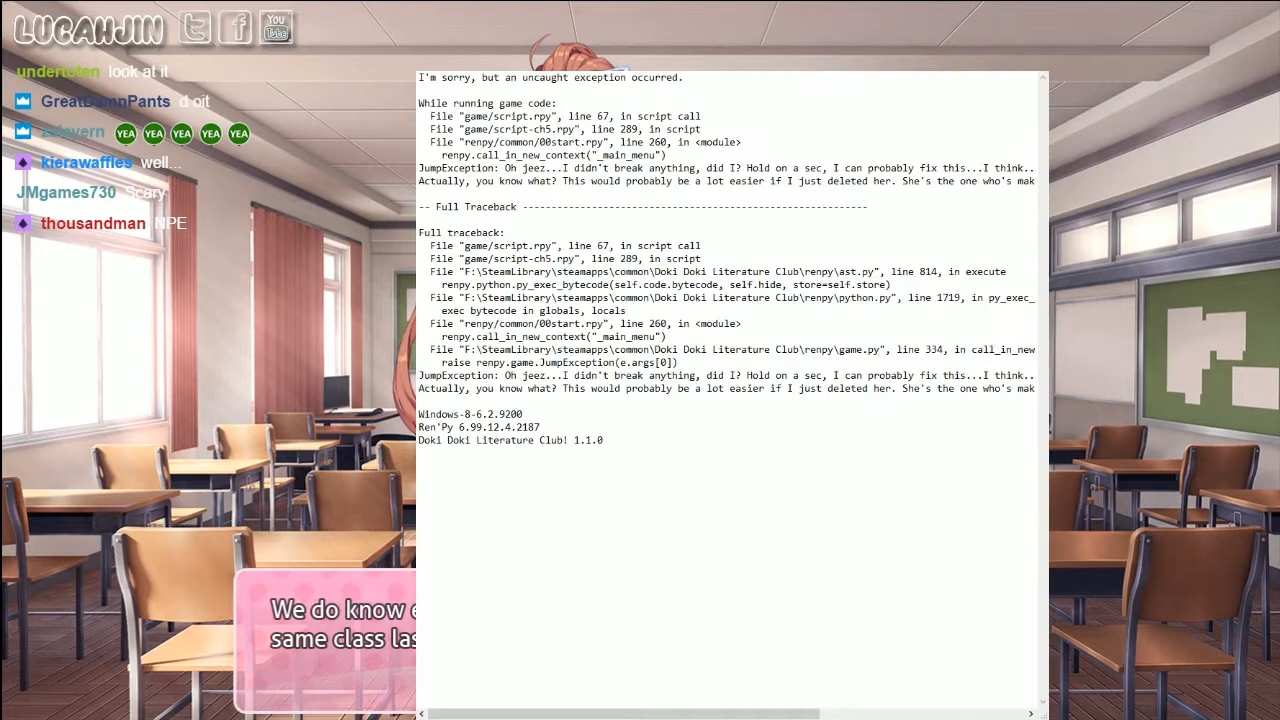 LUCAHJIN
You
Tube
undertoten look at it
GreatDamnPants d oit
zelayern YEA YEA YEA YEA YEA
kierawaffles well...
JMgames730 Scary
thousandman NPE
I'm sorry, but an uncaught exception occurred.
While running game code:
File "game/script.rpy", line 67, in script call
File "game/script-ch5.rpy", line 289, in script
File "renpy/common/00start.rpy", line 260, in <module>
renpy.call_in_new_context("_main_menu")
JumpException: Oh jeez...I didn't break anything, did I? Hold on a sec, I can probably fix this...I think..
Actually, you know what? This would probably be a lot easier if I just deleted her. She's the one who's mak
-- Full Traceback ------------------------------------------------------------
Full traceback:
File "game/script.rpy", line 67, in script call
File "game/script-ch5.rpy", line 289, in script
File "F:\SteamLibrary\steamapps\common\Doki Doki Literature Club\renpy\ast.py", line 814, in execute
renpy.python.py_exec_bytecode(self.code.bytecode, self.hide, store=self.store)
File "F:\SteamLibrary\steamapps\common\Doki Doki Literature Club\renpy\python.py", line 1719, in py_exec_
exec bytecode in globals, locals
File "renpy/common/00start.rpy", line 260, in <module>
renpy.call_in_new_context("_main_menu")
File "F:\SteamLibrary\steamapps\common\Doki Doki Literature Club\renpy\game.py", line 334, in call_in_new
raise renpy.game.JumpException(e.args[0])
JumpException: Oh jeez...I didn't break anything, did I? Hold on a sec, I can probably fix this...I think..
Actually, you know what? This would probably be a lot easier if I just deleted her. She's the one who's mak
Windows-8-6.2.9200
Ren'Py 6.99.12.4.2187
Doki Doki Literature Club! 1.1.0
We do know e
same class las